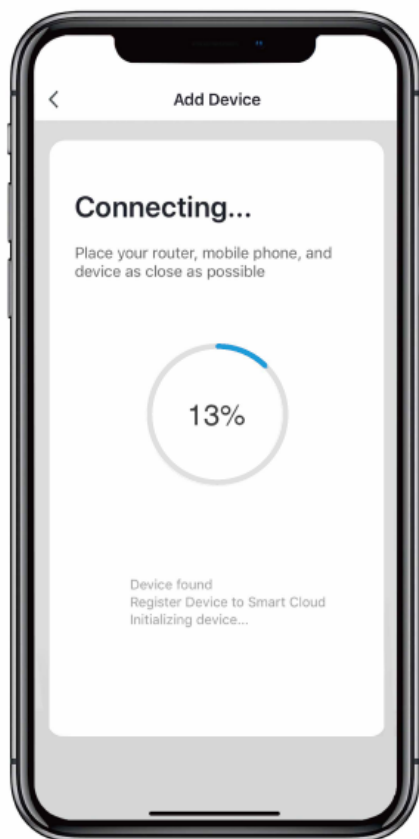 Add Device
Connecting...
Place your router, mobile phone, and
device as close as possible
13%
Device found
Register Device to Smart Cloud
Initializing device...